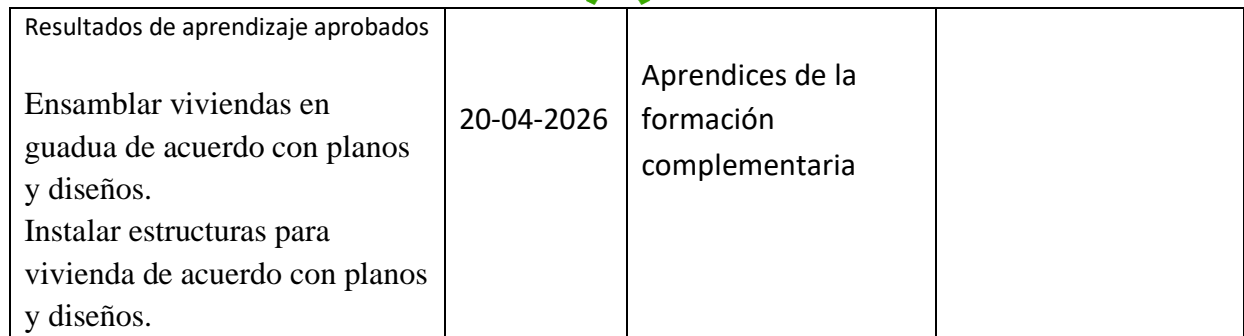 Resultados de aprendizaje aprobados
Ensamblar viviendas en
guadua de acuerdo con planos
y diseños.
Instalar estructuras para
vivienda de acuerdo con planos
y diseños.
20-04-2026
Aprendices de la
formación
complementaria